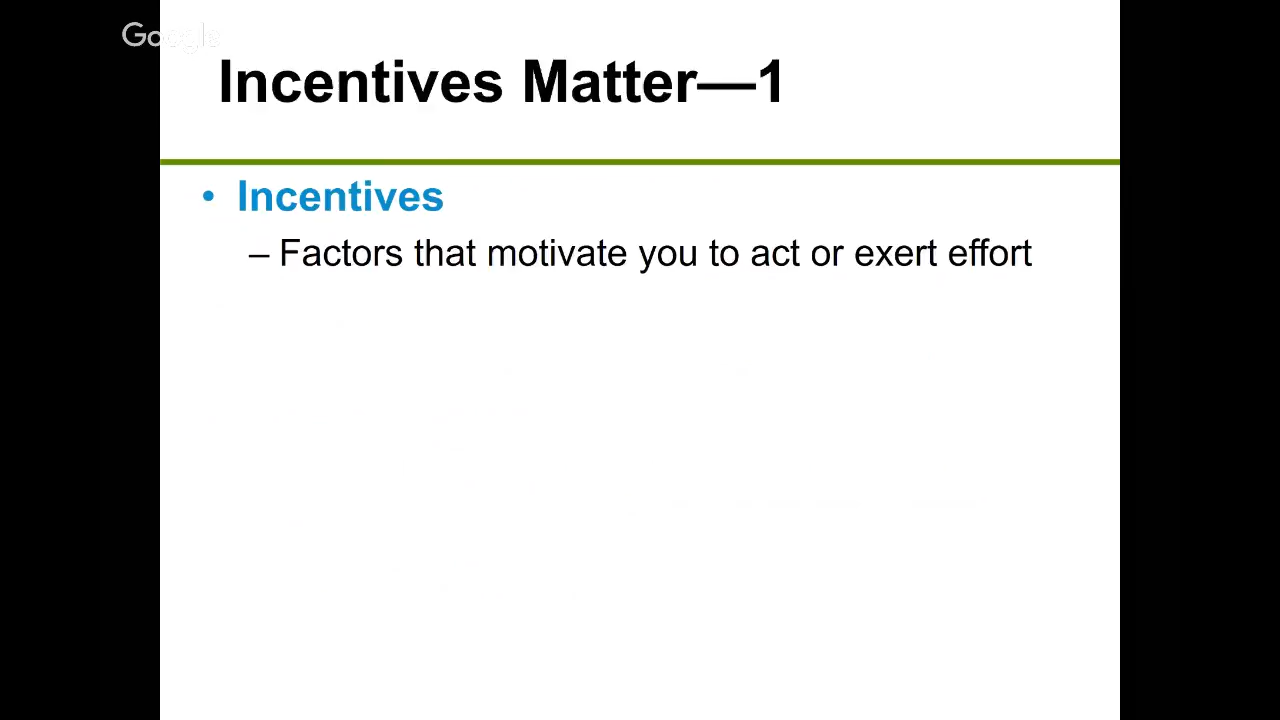 Google
Incentives Matter—1
• Incentives
– Factors that motivate you to act or exert effort